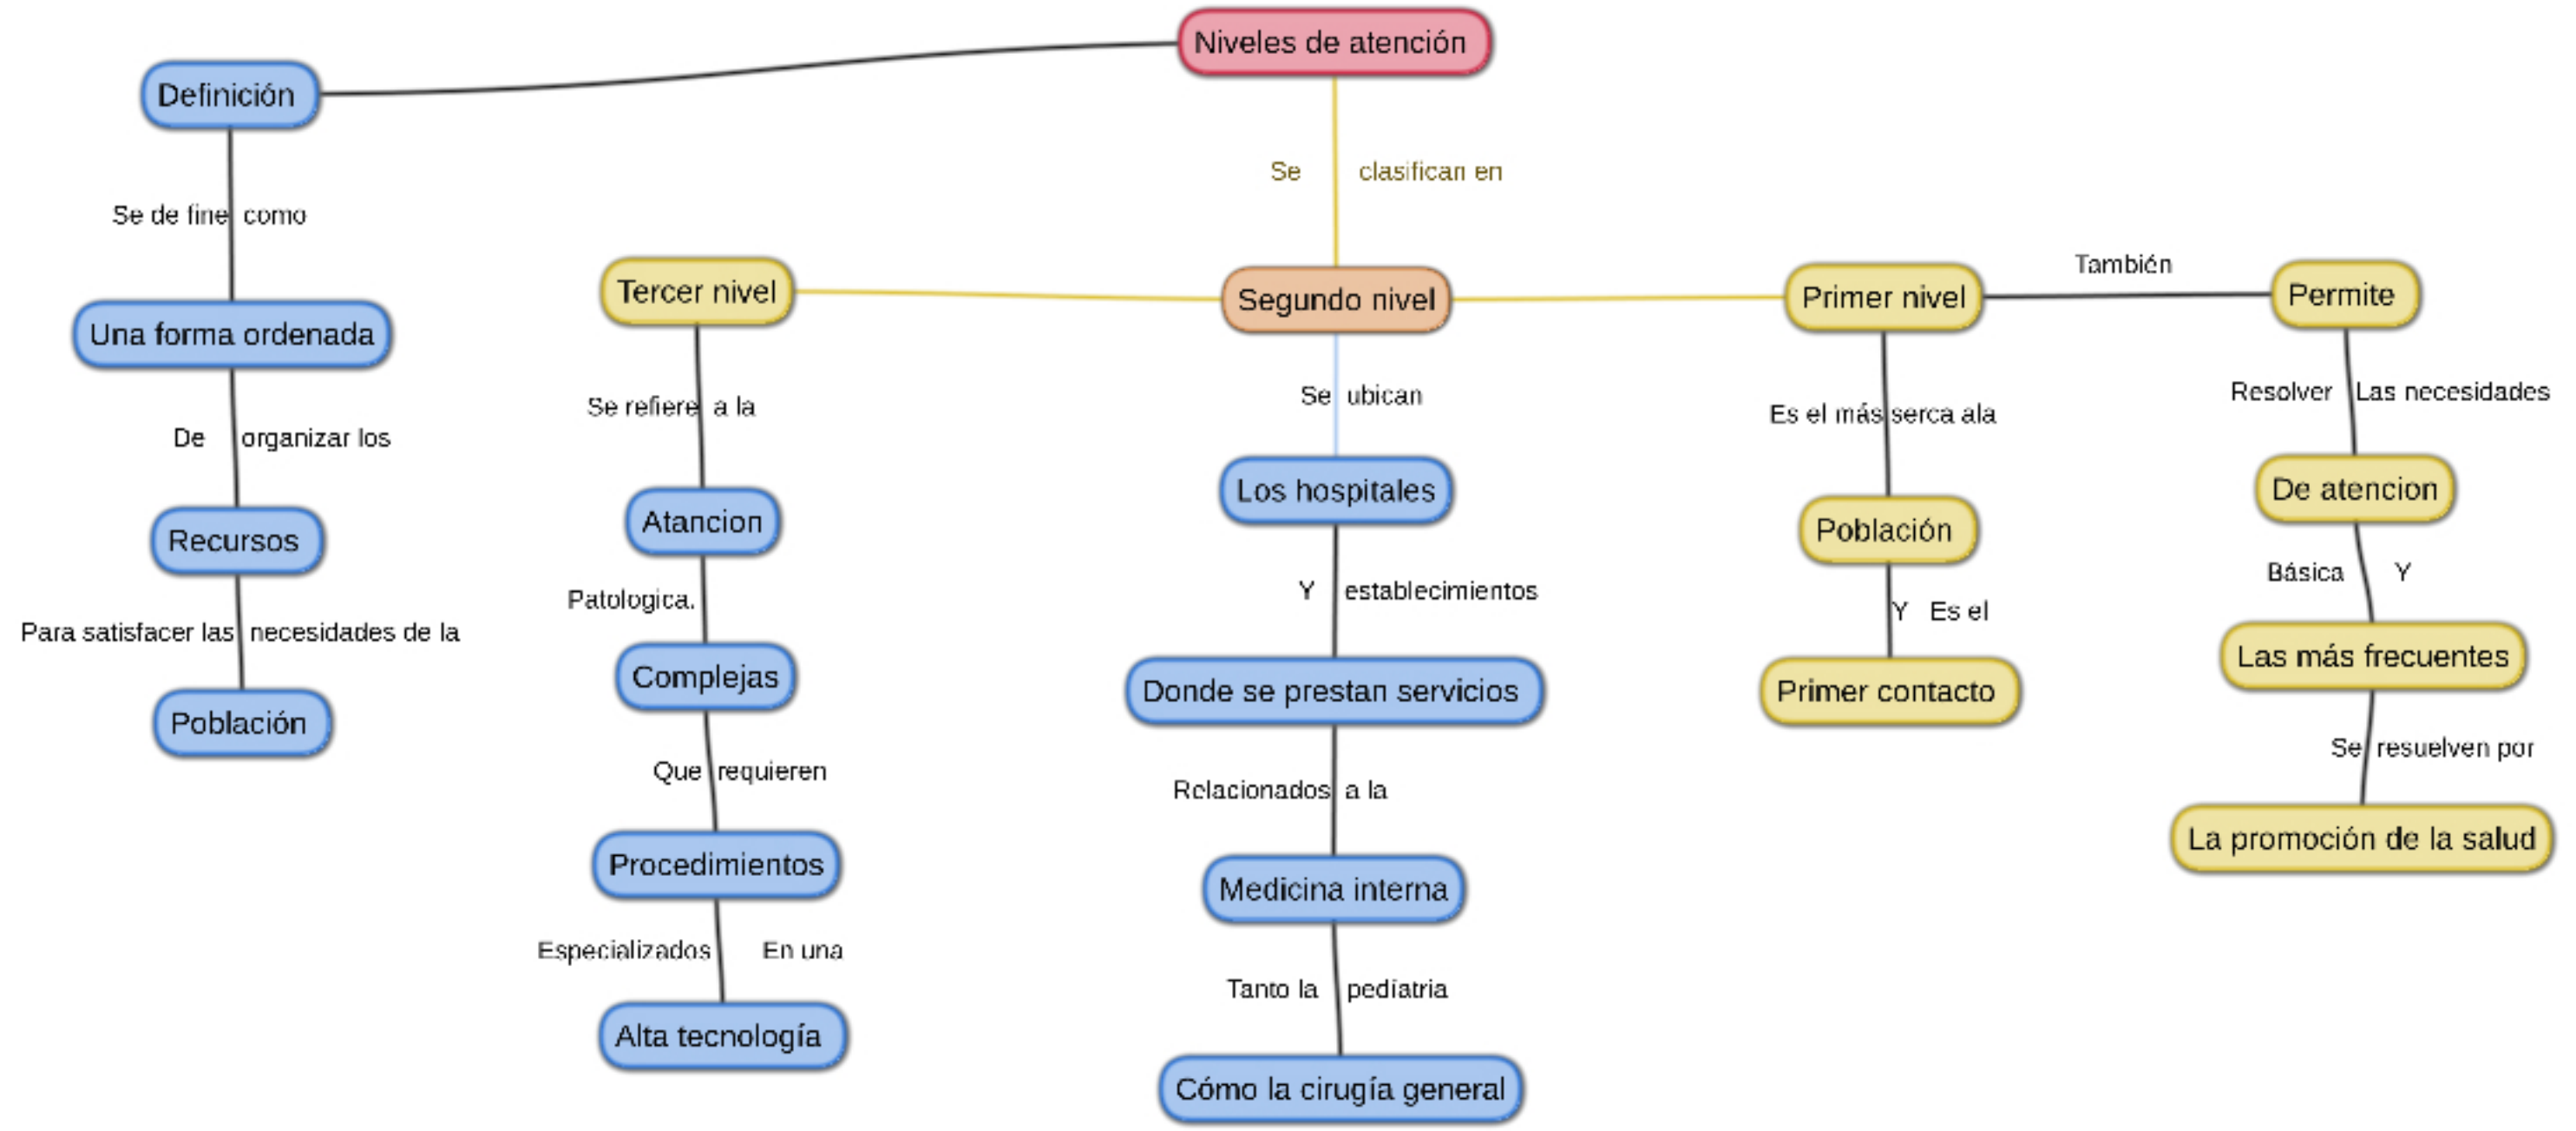 Niveles de atención
Definición
Se de fine como
Una forma ordenada
De organizar los
Recursos
Para satisfacer las necesidades de la
Población
Se clasifican en
Tercer nivel
Se refiere a la
Atancion
Patologica.
Complejas
Que requieren
Procedimientos
Especializados En una
Alta tecnología
Segundo nivel
Se ubican
Los hospitales
Y establecimientos
Donde se prestan servicios
Relacionados a la
Medicina interna
Tanto la pediatria
Cómo la cirugía general
Primer nivel
Es el más serca ala
Población
Y Es el
Primer contacto
También
Permite
Resolver Las necesidades
De atencion
Básica Y
Las más frecuentes
Se resuelven por
La promoción de la salud